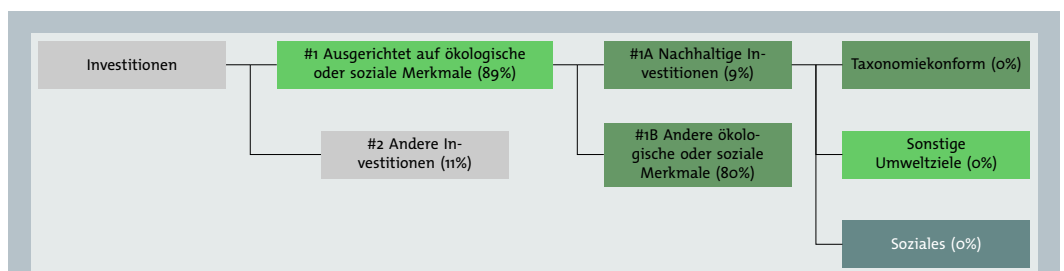 Investitionen
#1 Ausgerichtet auf ökologische
oder soziale Merkmale (89%)
#2 Andere In-
vestitionen (11%)
#1A Nachhaltige In-
vestitionen (9%)
#1B Andere ökolo-
gische oder soziale
Merkmale (80%)
Taxonomiekonform (0%)
Sonstige
Umweltziele (0%)
Soziales (0%)